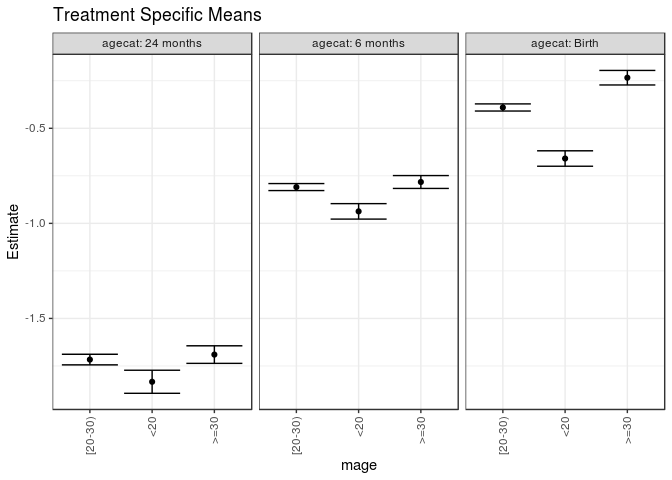 Treatment Specific Means
agecat: 24 months
agecat: 6 months
agecat: Birth
Estimate
-0.5
-1.0
-1.5
[20-30)
<20
>=30
[20-30)
<20
>=30
[20-30)
<20
>=30
mage